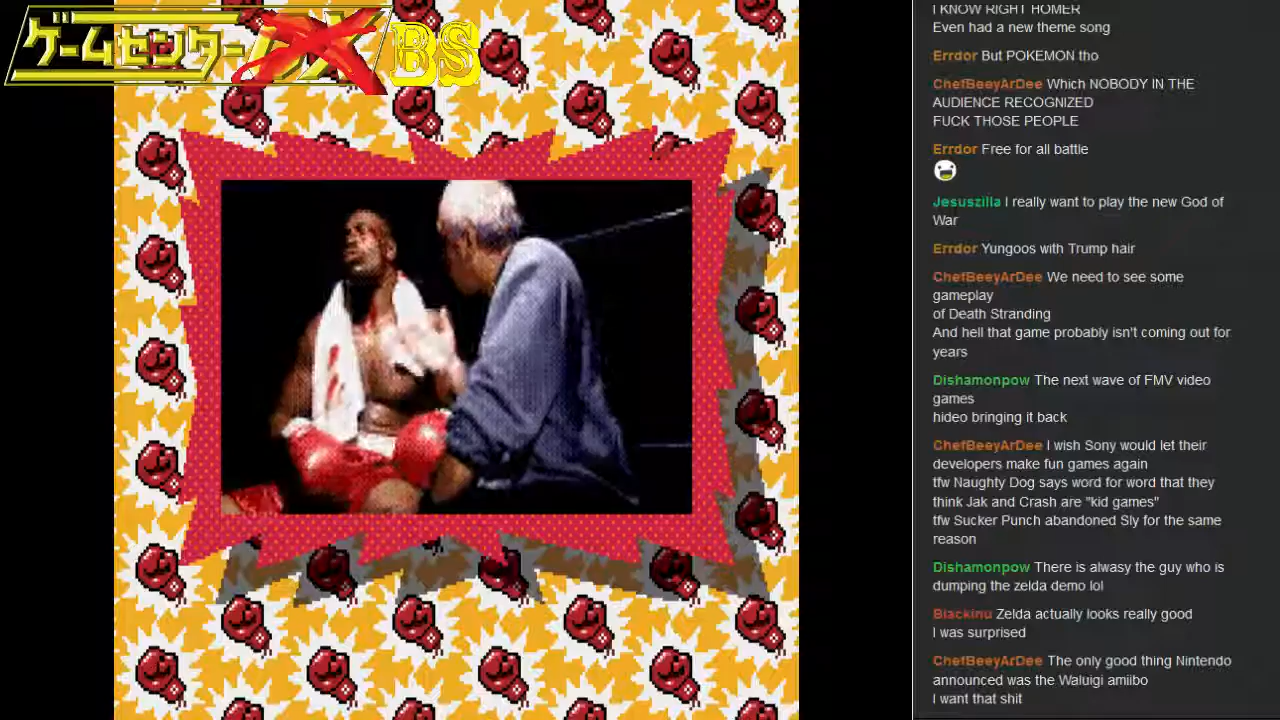 ゲームセンターDX BS
I KNOW RIGHT HOMER
Even had a new theme song
Errdor But POKEMON tho
ChefBeeyArDee Which NOBODY IN THE
AUDIENCE RECOGNIZED
FUCK THOSE PEOPLE
Errdor Free for all battle
Jesuszilla I really want to play the new God of
War
Errdor Yungoos with Trump hair
ChefBeeyArDee We need to see some
gameplay
of Death Stranding
And hell that game probably isn't coming out for
years
Dishamonpow The next wave of FMV video
games
hideo bringing it back
ChefBeeyArDee I wish Sony would let their
developers make fun games again
tfw Naughty Dog says word for word that they
think Jak and Crash are "kid games"
tfw Sucker Punch abandoned Sly for the same
reason
Dishamonpow There is alwasy the guy who is
dumping the zelda demo lol
Blackinu Zelda actually looks really good
I was surprised
ChefBeeyArDee The only good thing Nintendo
announced was the Waluigi amiibo
I want that shit